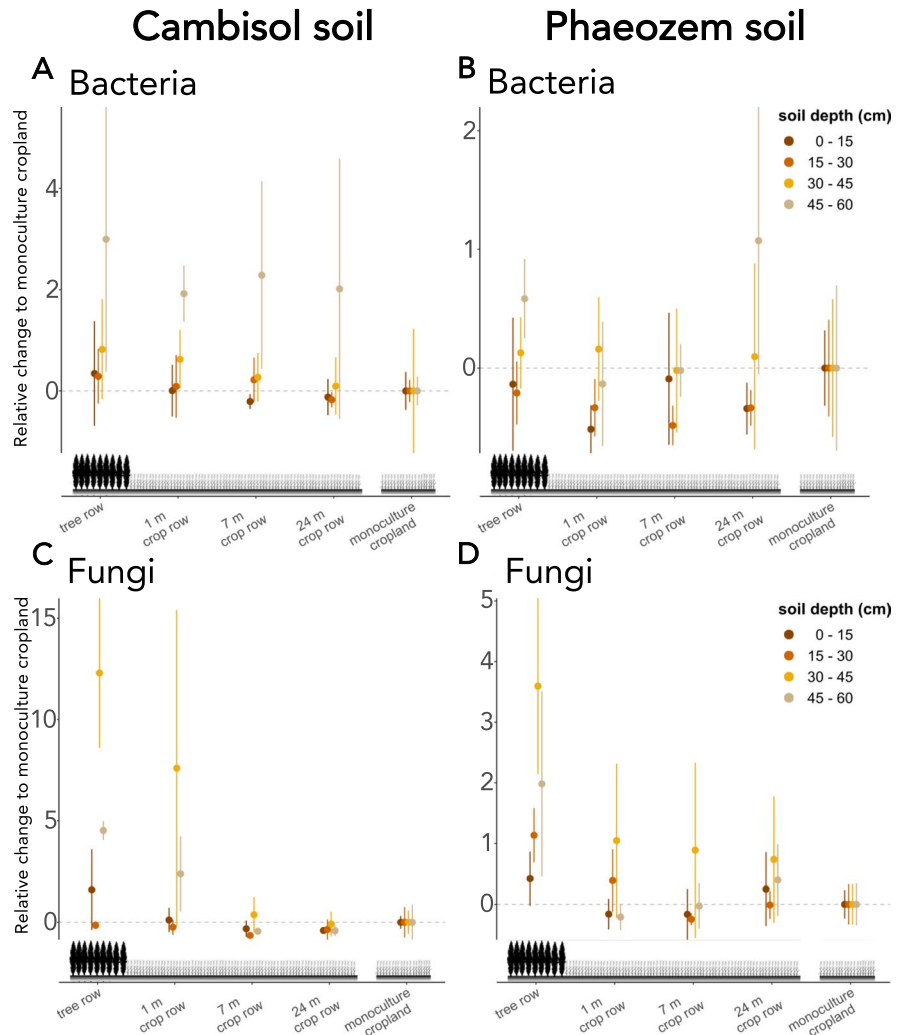 Cambisol soil
Phaeozem soil
A
Bacteria
B
Bacteria
Relative change to monoculture cropland
4
2
0
2
1
0
soil depth (cm)
0 - 15
15 - 30
30 - 45
45 - 60
tree row
1 m
crop row
7 m
crop row
24 m
crop row
monoculture
cropland
tree row
1 m
crop row
7 m
crop row
24 m
crop row
monoculture
cropland
C
Fungi
D
Fungi
Relative change to monoculture cropland
15
10
5
0
5
4
3
2
1
0
soil depth (cm)
0 - 15
15 - 30
30 - 45
45 - 60
tree row
1 m
crop row
7 m
crop row
24 m
crop row
monoculture
cropland
tree row
1 m
crop row
7 m
crop row
24 m
crop row
monoculture
cropland